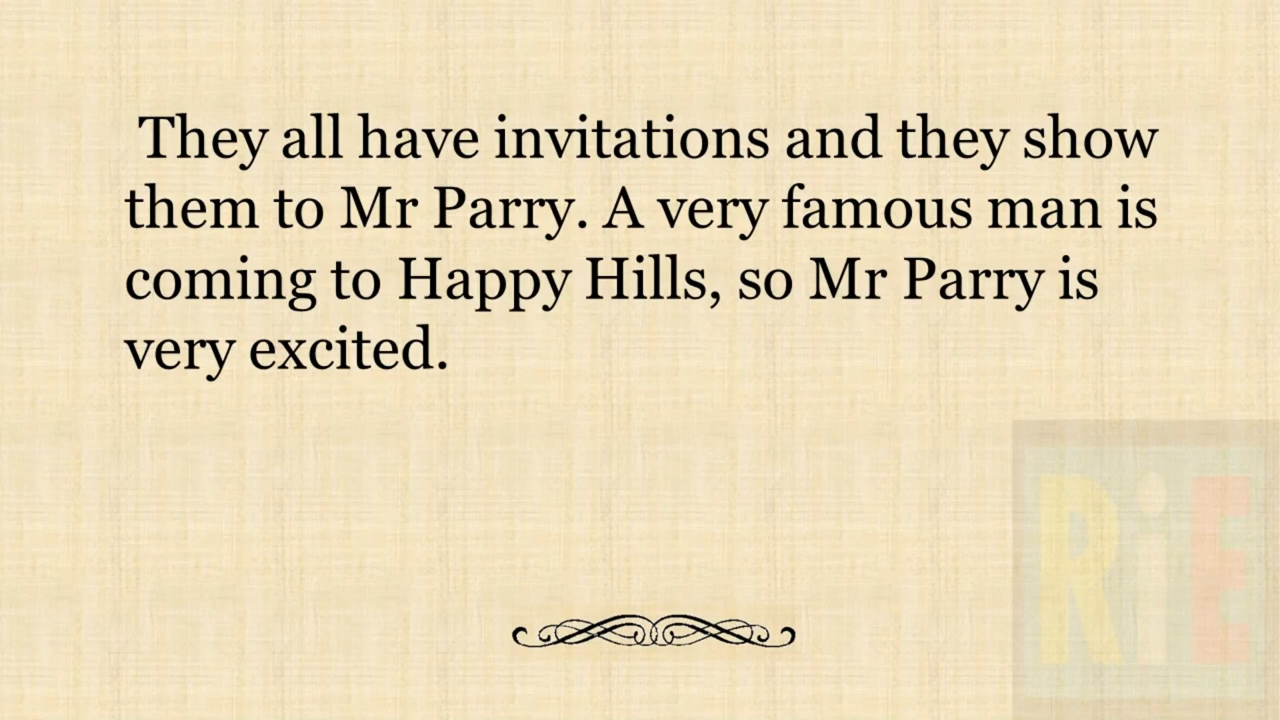 They all have invitations and they show
them to Mr Parry. A very famous man is
coming to Happy Hills, so Mr Parry is
very excited.
RiE